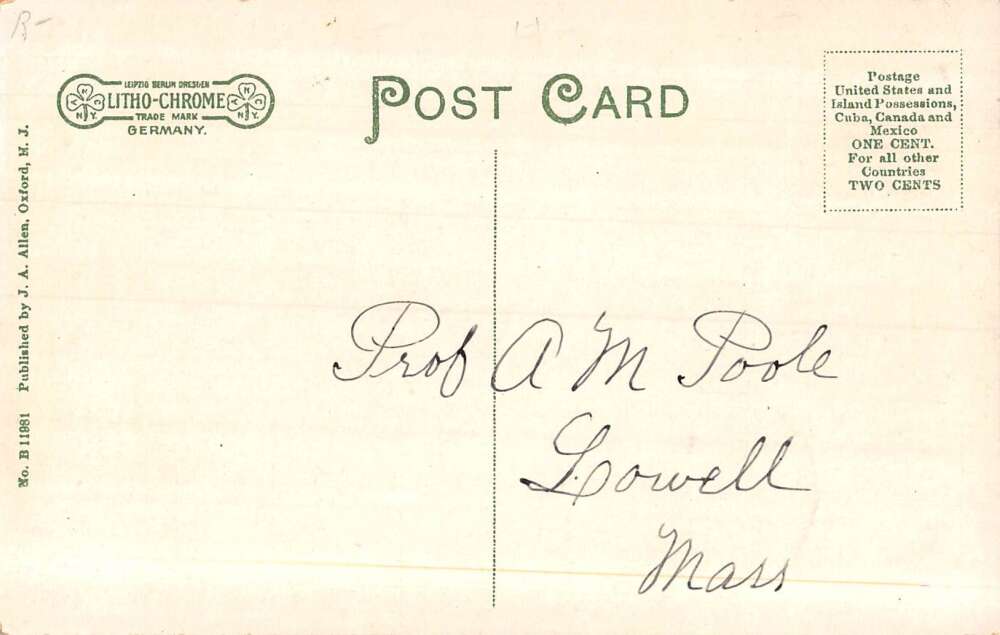 B-
LEIPZIG BERLIN DRESDEN
LITHO-CHROME
TRADE MARK
GERMANY.
POST CARD
Postage
United States and
Island Possessions,
Cuba, Canada and
Mexico
ONE CENT.
For all other
Countries
TWO CENTS
No. B 11981 Published by J. A. Allen, Oxford, N. J.
Prof A M Poole
Lowell
Mass